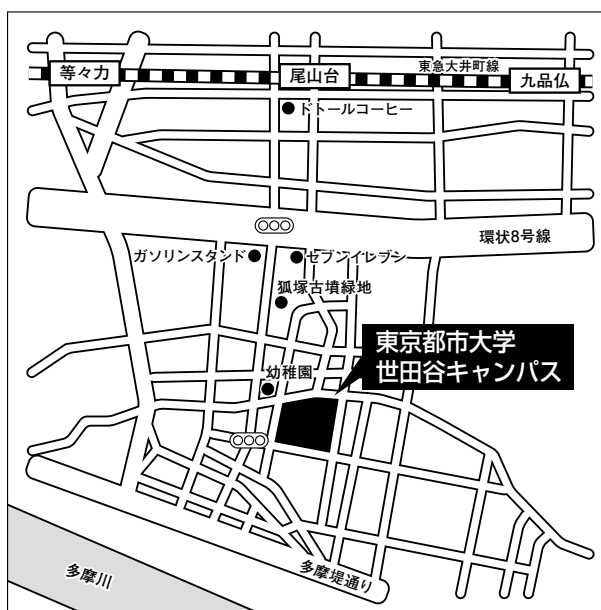 東急大井町線
等々力
尾山台
九品仏
ドトールコーヒー
環状8号線
ガソリンスタンド
セブンイレブン
狐塚古墳緑地
東京都市大学
世田谷キャンパス
幼稚園
多摩堤通り
多摩川